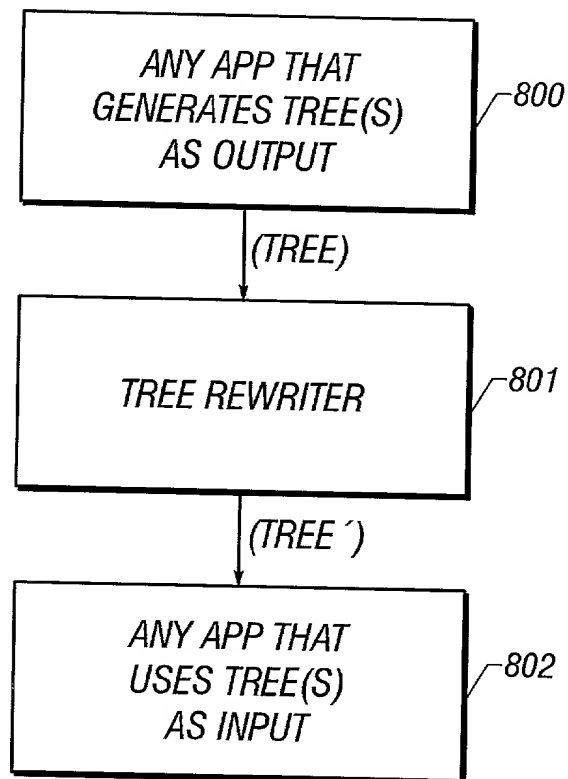 ANY APP THAT
GENERATES TREE(S)
AS OUTPUT
800
(TREE)
TREE REWRITER
801
(TREE ´)
ANY APP THAT
USES TREE(S)
AS INPUT
802